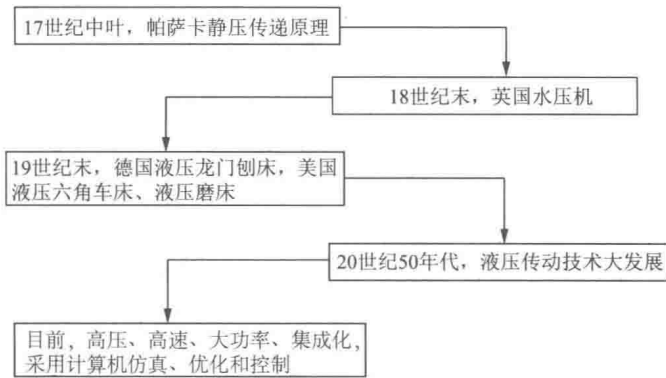 17世纪中叶，帕萨卡静压传递原理
18世纪末，英国水压机
19世纪末，德国液压龙门刨床，美国
液压六角车床、液压磨床
20世纪50年代，液压传动技术大发展
目前，高压、高速、大功率、集成化，
采用计算机仿真、优化和控制